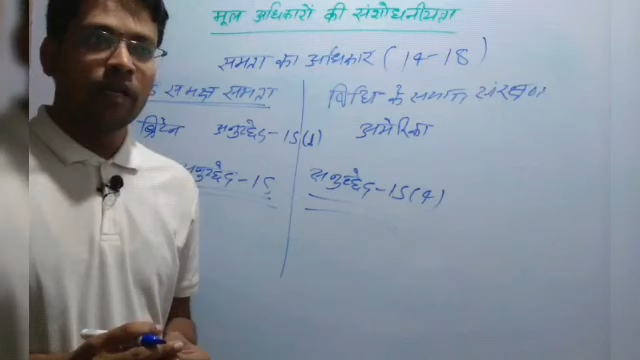 मूल अधिकारों की संशोधनीयता
समता का अधिकार (14-18)
समक्ष समता विधि के समान संरक्षण
ब्रिटेन अनुच्छेद-15(1) अमेरिका
अनुच्छेद-15 अनुच्छेद-15(4)